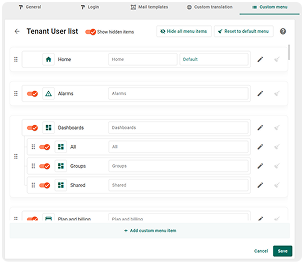 General
Login
Mail templates
Custom translation
Custom menu
Tenant User list
Show hidden items
Hide all menu items
Reset to default menu
Home
Home
Default
Alarms
Alarms
Dashboards
Dashboards
All
All
Groups
Groups
Shared
Shared
Plan and billing
Plan and billing
+ Add custom menu item
Cancel
Save